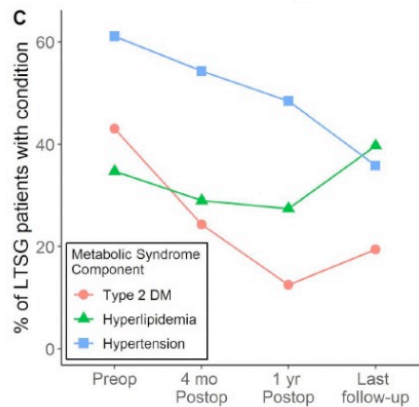 C
% of LTSG patients with condition
60
40
20
0
Metabolic Syndrome
Component
Type 2 DM
Hyperlipidemia
Hypertension
Preop
4 mo
Postop
1 yr
Postop
Last
follow-up